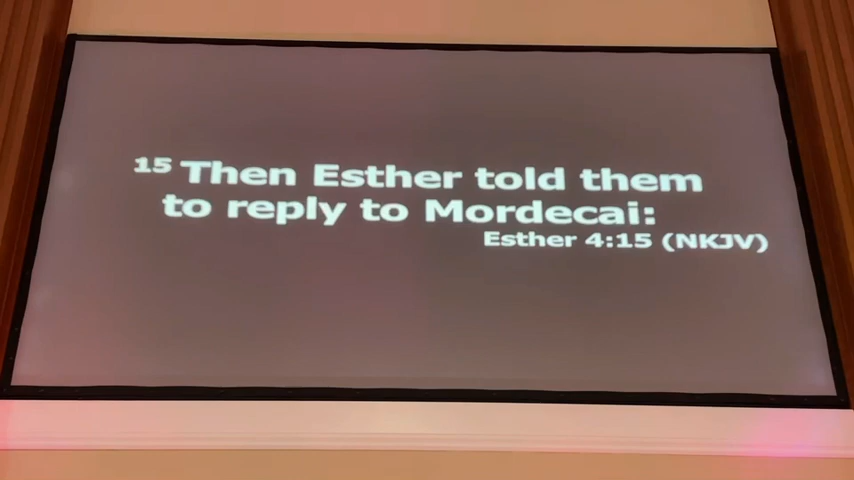 15 Then Esther told them
to reply to Mordecai:
Esther 4:15 (NKJV)